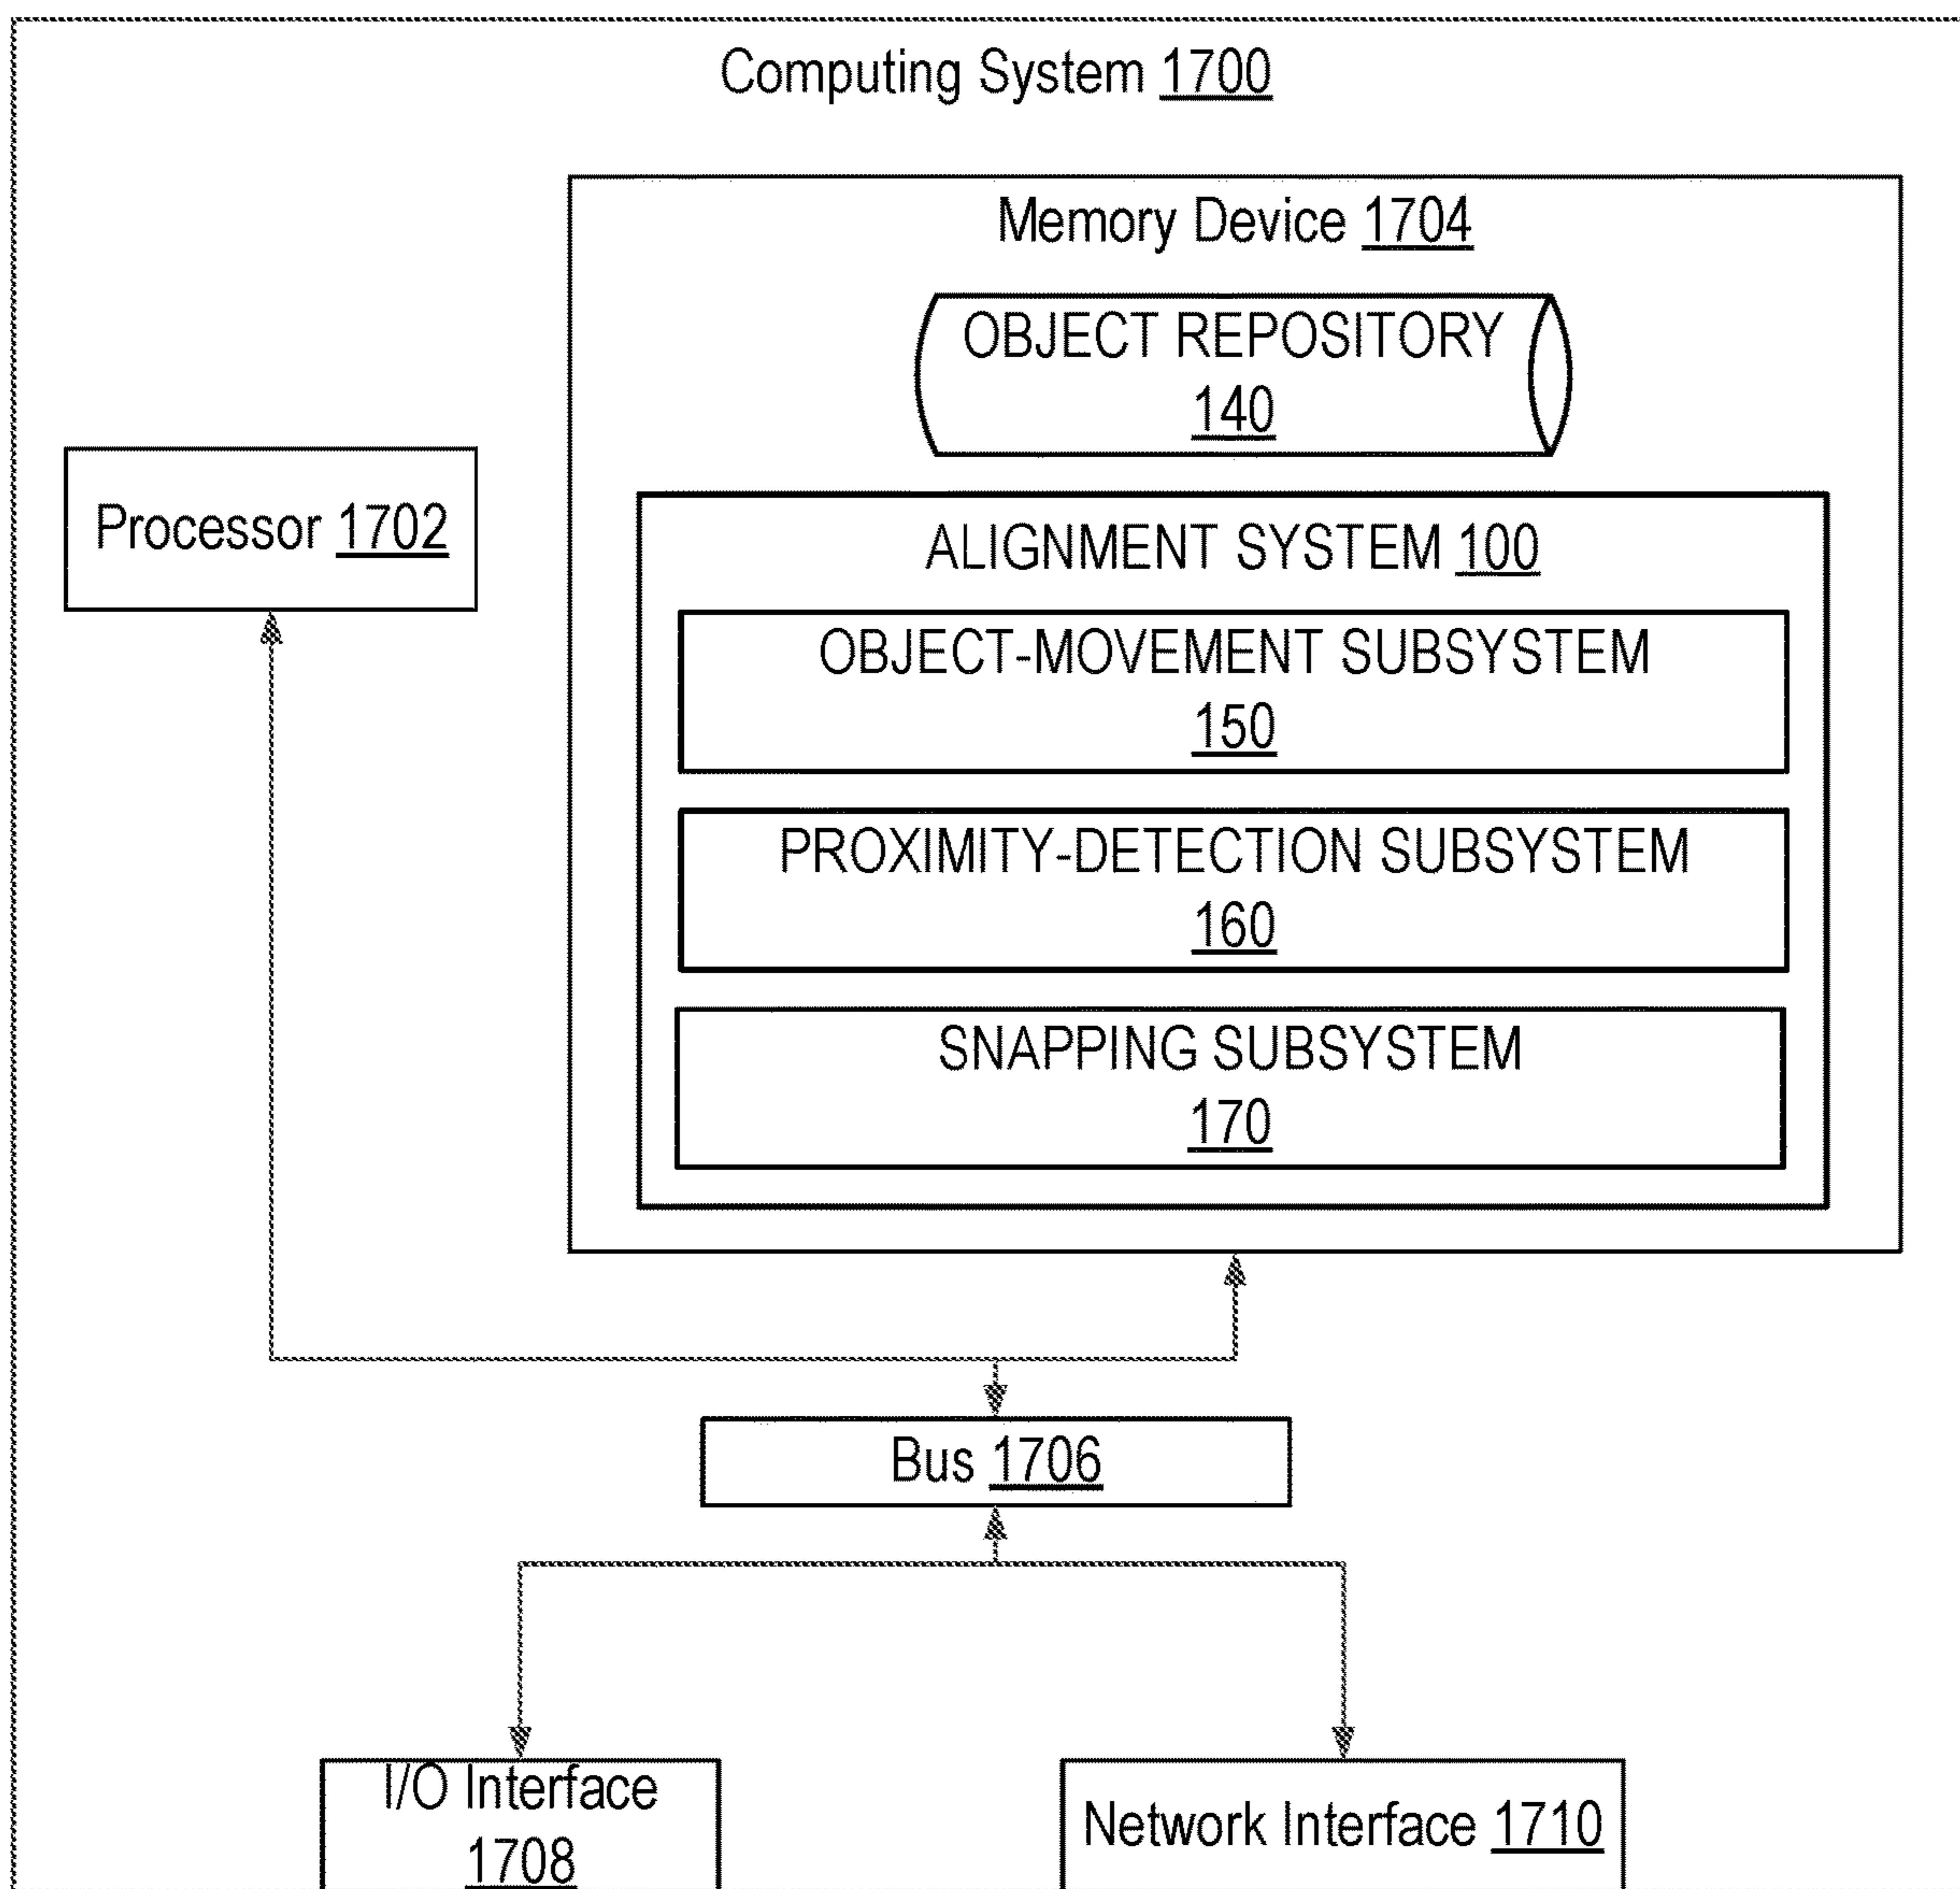 Computing System 1700
Memory Device 1704
OBJECT REPOSITORY
140
Processor 1702
ALIGNMENT SYSTEM 100
OBJECT-MOVEMENT SUBSYSTEM
150
PROXIMITY-DETECTION SUBSYSTEM
160
SNAPPING SUBSYSTEM
170
Bus 1706
I/O Interface
1708
Network Interface 1710